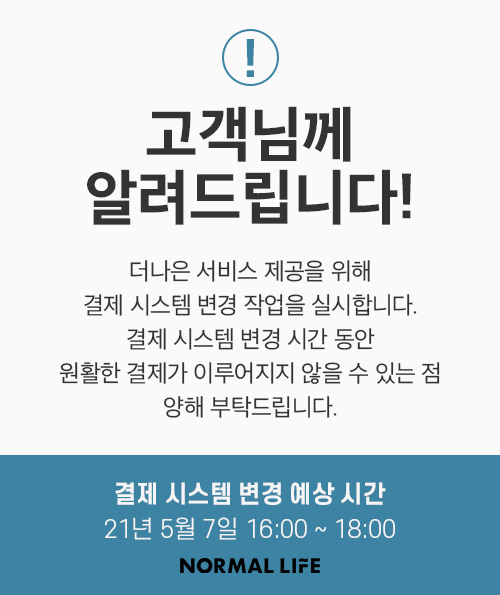 !
고객님께
알려드립니다!
더나은 서비스 제공을 위해
결제 시스템 변경 작업을 실시합니다.
결제 시스템 변경 시간 동안
원활한 결제가 이루어지지 않을 수 있는 점
양해 부탁드립니다.
결제 시스템 변경 예상 시간
21년 5월 7일 16:00 ~ 18:00
NORMAL LIFE